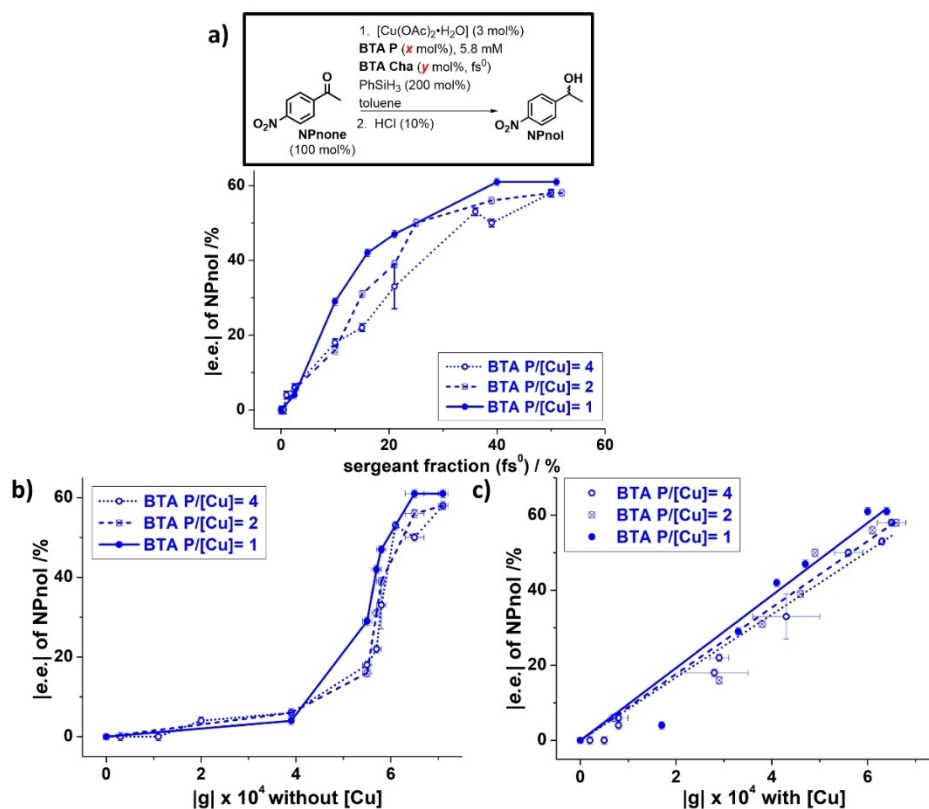 a)
1. [Cu(OAc)₂•H₂O] (3 mol%)
BTA P (x mol%), 5.8 mM
BTA Cha (y mol%, fs⁰)
PhSiH₃ (200 mol%)
toluene
2. HCl (10%)
O
O₂N
NPnone
(100 mol%)
OH
O₂N
NPnol
|e.e.| of NPnol /%
60
40
20
0
BTA P/[Cu]= 4
BTA P/[Cu]= 2
BTA P/[Cu]= 1
0 20 40 60
sergeant fraction (fs⁰) / %
b)
|e.e.| of NPnol /%
60
40
20
0
BTA P/[Cu]= 4
BTA P/[Cu]= 2
BTA P/[Cu]= 1
0 2 4 6
|g| x 10⁴ without [Cu]
c)
|e.e.| of NPnol /%
60
40
20
0
BTA P/[Cu]= 4
BTA P/[Cu]= 2
BTA P/[Cu]= 1
0 2 4 6
|g| x 10⁴ with [Cu]